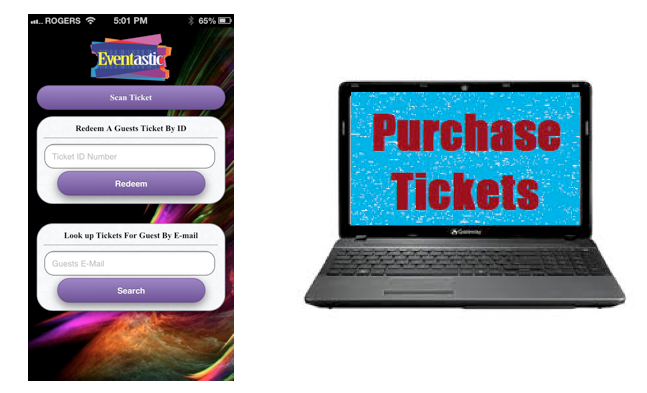 ROGERS 5:01 PM 65%
Eventastic
Scan Ticket
Redeem A Guests Ticket By ID
Ticket ID Number
Redeem
Look up Tickets For Guest By E-mail
Guests E-Mail
Search
Purchase
Tickets
Gateway